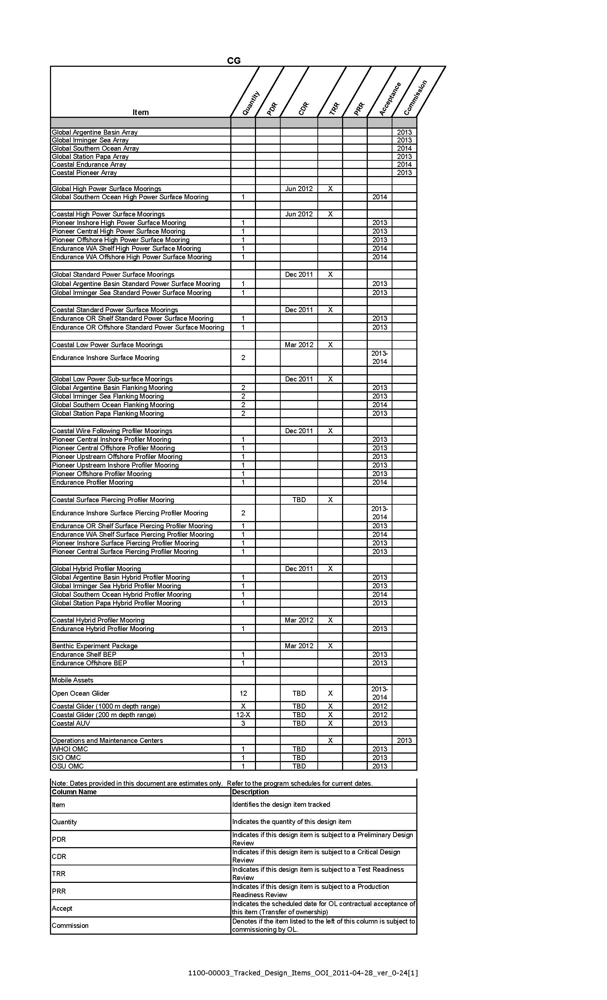 CG
Item Quantity PDR CDR TRR PRR Acceptance Commission
Global Argentine Basin Array 2013
Global Irminger Sea Array 2013
Global Southern Ocean Array 2014
Global Station Papa Array 2013
Coastal Endurance Array 2014
Coastal Pioneer Array 2013
Global High Power Surface Moorings Jun 2012 X
Global Southern Ocean High Power Surface Mooring 1 2014
Coastal High Power Surface Moorings Jun 2012 X
Pioneer Inshore High Power Surface Mooring 1 2013
Pioneer Central High Power Surface Mooring 1 2013
Pioneer Offshore High Power Surface Mooring 1 2013
Endurance WA Shelf High Power Surface Mooring 1 2014
Endurance WA Offshore High Power Surface Mooring 1 2014
Global Standard Power Surface Moorings Dec 2011 X
Global Argentine Basin Standard Power Surface Mooring 1 2013
Global Irminger Sea Standard Power Surface Mooring 1 2013
Coastal Standard Power Surface Moorings Dec 2011 X
Endurance OR Shelf Standard Power Surface Mooring 1 2013
Endurance OR Offshore Standard Power Surface Mooring 1 2013
Coastal Low Power Surface Moorings Mar 2012 X
Endurance Inshore Surface Mooring 2 2013-
2014
Global Low Power Sub-surface Moorings Dec 2011 X
Global Argentine Basin Flanking Mooring 2 2013
Global Irminger Sea Flanking Mooring 2 2013
Global Southern Ocean Flanking Mooring 2 2014
Global Station Papa Flanking Mooring 2 2013
Coastal Wire Following Profiler Moorings Dec 2011 X
Pioneer Central Inshore Profiler Mooring 1 2013
Pioneer Central Offshore Profiler Mooring 1 2013
Pioneer Upstream Offshore Profiler Mooring 1 2013
Pioneer Upstream Inshore Profiler Mooring 1 2013
Pioneer Offshore Profiler Mooring 1 2013
Endurance Profiler Mooring 1 2014
Coastal Surface Piercing Profiler Mooring TBD X
Endurance Inshore Surface Piercing Profiler Mooring 2 2013-
2014
Endurance OR Shelf Surface Piercing Profiler Mooring 1 2013
Endurance WA Shelf Surface Piercing Profiler Mooring 1 2014
Pioneer Inshore Surface Piercing Profiler Mooring 1 2013
Pioneer Central Surface Piercing Profiler Mooring 1 2013
Global Hybrid Profiler Mooring Dec 2011 X
Global Argentine Basin Hybrid Profiler Mooring 1 2013
Global Irminger Sea Hybrid Profiler Mooring 1 2013
Global Southern Ocean Hybrid Profiler Mooring 1 2014
Global Station Papa Hybrid Profiler Mooring 1 2013
Coastal Hybrid Profiler Mooring Mar 2012 X
Endurance Hybrid Profiler Mooring 1 2013
Benthic Experiment Package Mar 2012 X
Endurance Shelf BEP 1 2013
Endurance Offshore BEP 1 2013
Mobile Assets
Open Ocean Glider 12 TBD X 2013-
2014
Coastal Glider (1000 m depth range) X TBD X 2012
Coastal Glider (200 m depth range) 12-X TBD X 2012
Coastal AUV 3 TBD X 2013
Operations and Maintenance Centers X 2013
WHOI OMC 1 TBD 2013
SIO OMC 1 TBD 2013
OSU OMC 1 TBD 2013
Note: Dates provided in this document are estimates only. Refer to the program schedules for current dates.
Column Name Description
Item Identifies the design item tracked
Quantity Indicates the quantity of this design item
PDR Indicates if this design item is subject to a Preliminary Design
Review
CDR Indicates if this design item is subject to a Critical Design
Review
TRR Indicates if this design item is subject to a Test Readiness
Review
PRR Indicates if this design item is subject to a Production
Readiness Review
Accept Indicates the scheduled date for OL contractual acceptance of
this item (Transfer of ownership)
Commission Denotes if the item listed to the left of this column is subject to
commissioning by OL.
1100-00003_Tracked_Design_Items_OOI_2011-04-28_ver_0-24[1]